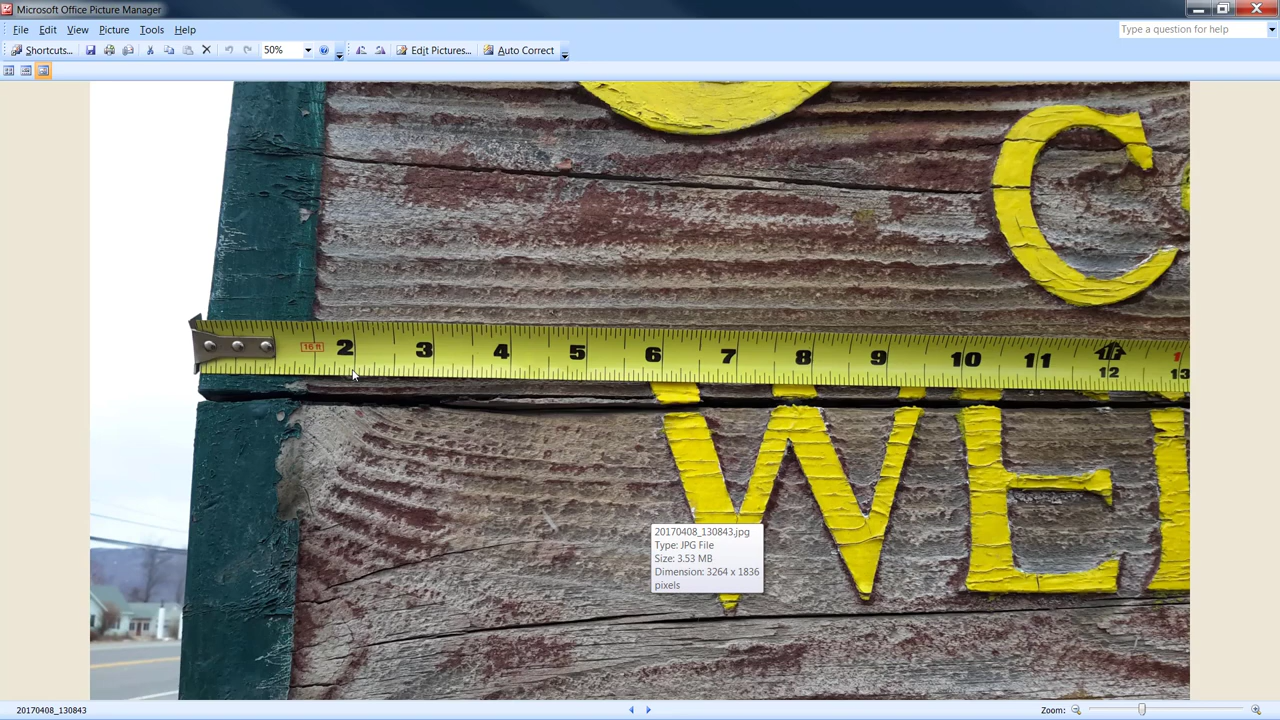 Microsoft Office Picture Manager
File Edit View Picture Tools Help
Type a question for help
Shortcuts... 50% Edit Pictures... Auto Correct
C
16 ft 2 3 4 5 6 7 8 9 10 11 1F 1
12 13
WE
20170408_130843.jpg
Type: JPG File
Size: 3.53 MB
Dimension: 3264 x 1836
pixels
20170408_130843
Zoom: